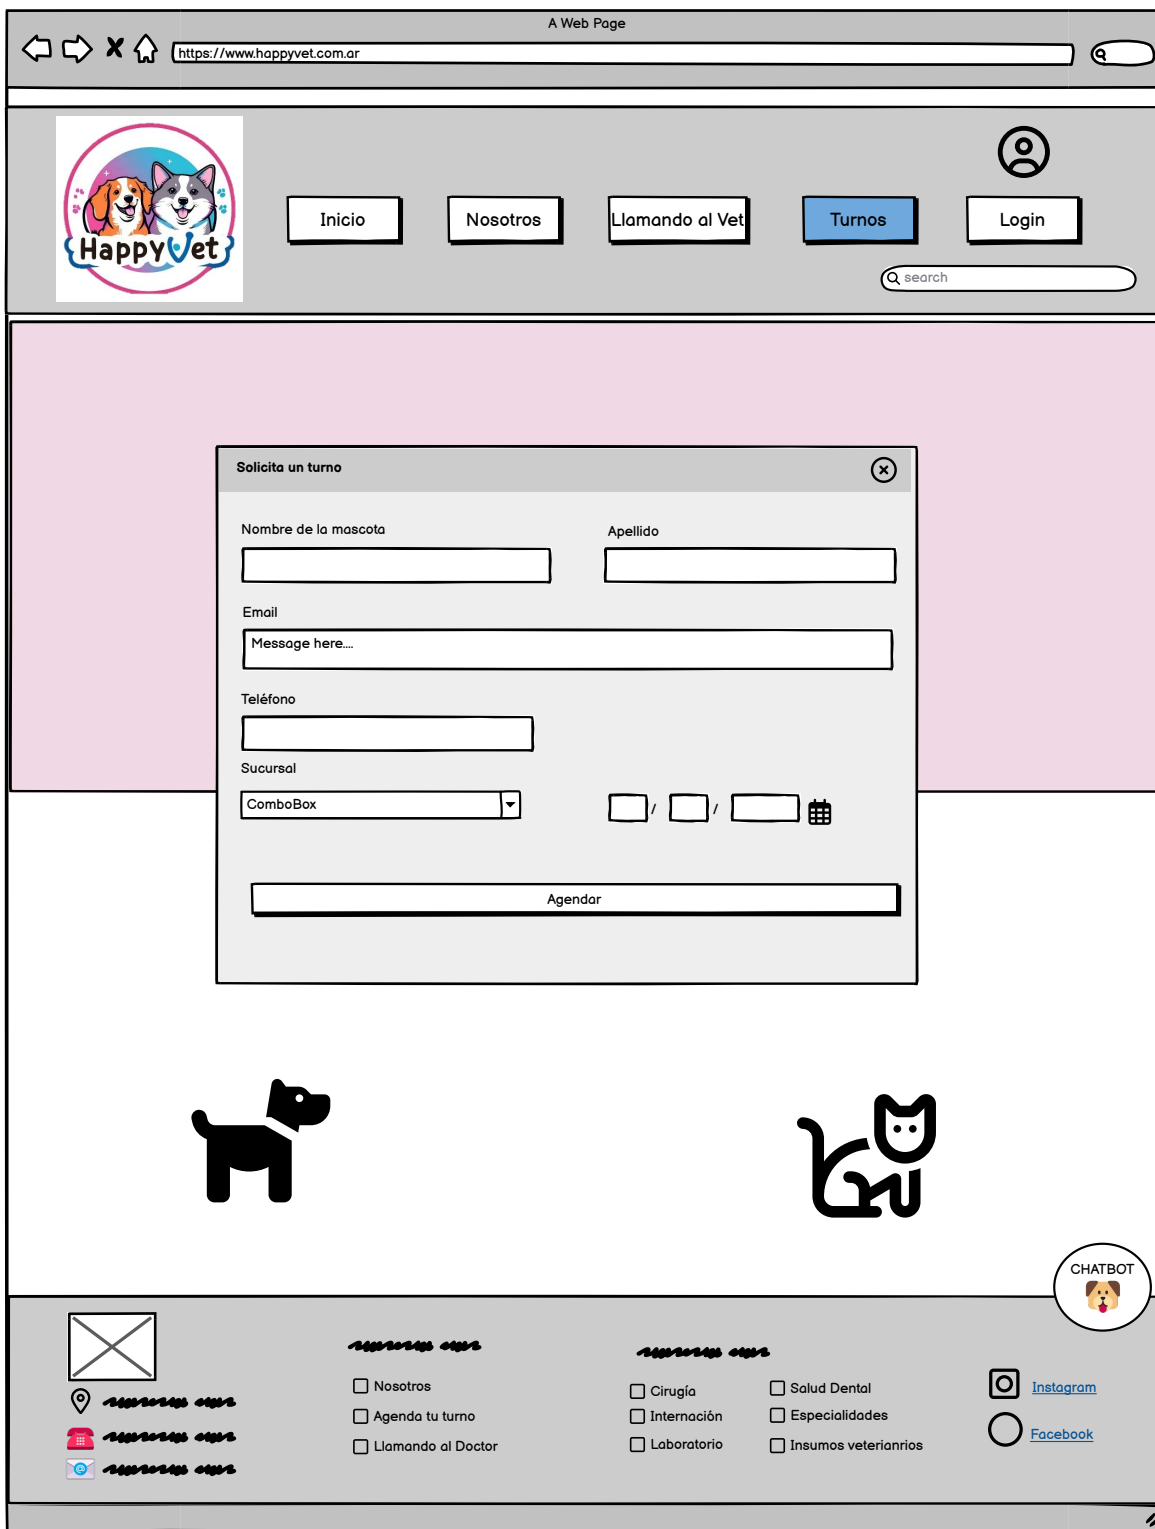 A Web Page
https://www.happyvet.com.ar
HappyVet
Inicio
Nosotros
Llamando al Vet
Turnos
Login
search
Solicita un turno
Nombre de la mascota
Apellido
Email
Message here....
Teléfono
Sucursal
ComboBox
/ /
Agendar
CHATBOT
Nosotros
Agenda tu turno
Llamando al Doctor
Cirugía
Internación
Laboratorio
Salud Dental
Especialidades
Insumos veterianrios
Instagram
Facebook